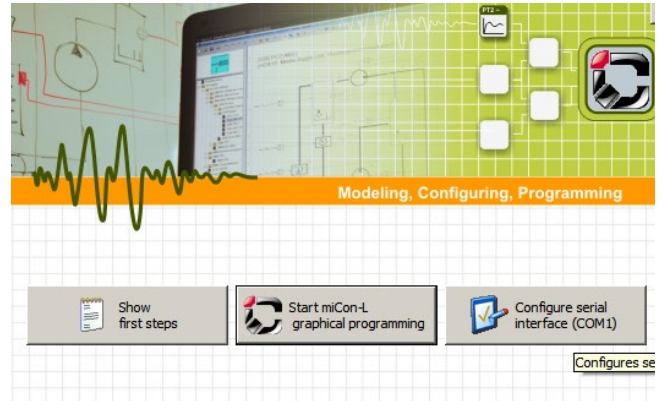 PT2 ~
Modeling, Configuring, Programming
Show
first steps
Start miCon-L
graphical programming
Configure serial
interface (COM1)
Configures se